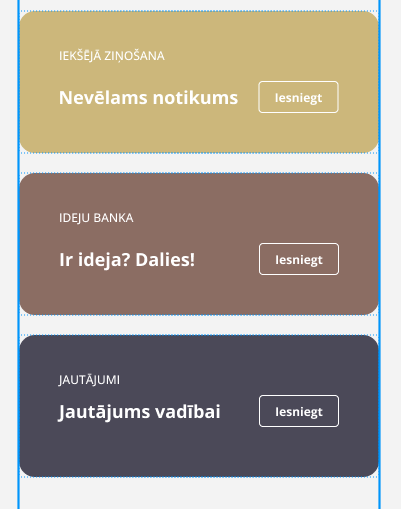 IEKŠĒJĀ ZIŅOŠANA
Nevēlams notikums
Iesniegt
IDEJU BANKA
Ir ideja? Dalies!
Iesniegt
JAUTĀJUMI
Jautājums vadībai
Iesniegt